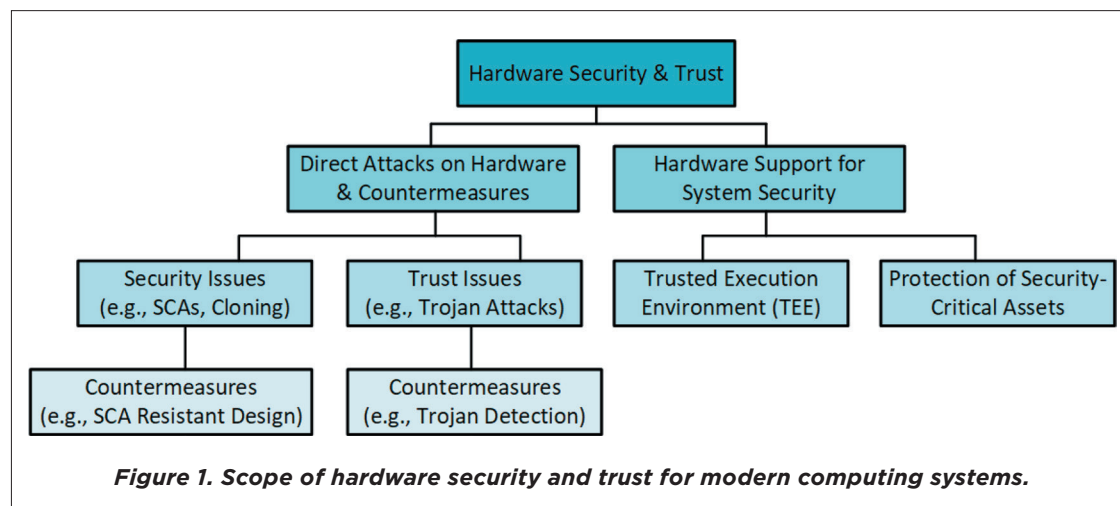 Hardware Security & Trust
Direct Attacks on Hardware
& Countermeasures
Hardware Support for
System Security
Security Issues
(e.g., SCAs, Cloning)
Trust Issues
(e.g., Trojan Attacks)
Trusted Execution
Environment (TEE)
Protection of Security-
Critical Assets
Countermeasures
(e.g., SCA Resistant Design)
Countermeasures
(e.g., Trojan Detection)
Figure 1. Scope of hardware security and trust for modern computing systems.